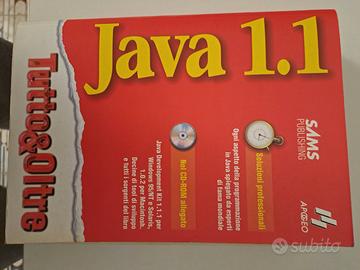 Java 1.1
Tutto&Oltre
Soluzioni professionali
Ogni aspetto della programmazione
in Java spiegato da esperti
di fama mondiale
Nel CD-ROM allegato
Java Development Kit 1.1.1 per
Windows 95/NT e Solaris,
1.0.2 per Macintosh.
Decine di tool di sviluppo
e tutti i sorgenti del libro
SAMS
PUBLISHING
APOGEO
subito